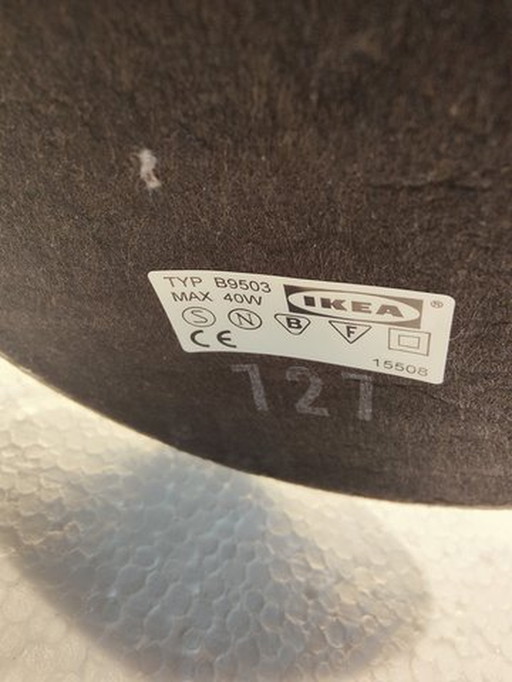 TYP B9503
MAX 40W
IKEA®
S N B F
CE
15508
727